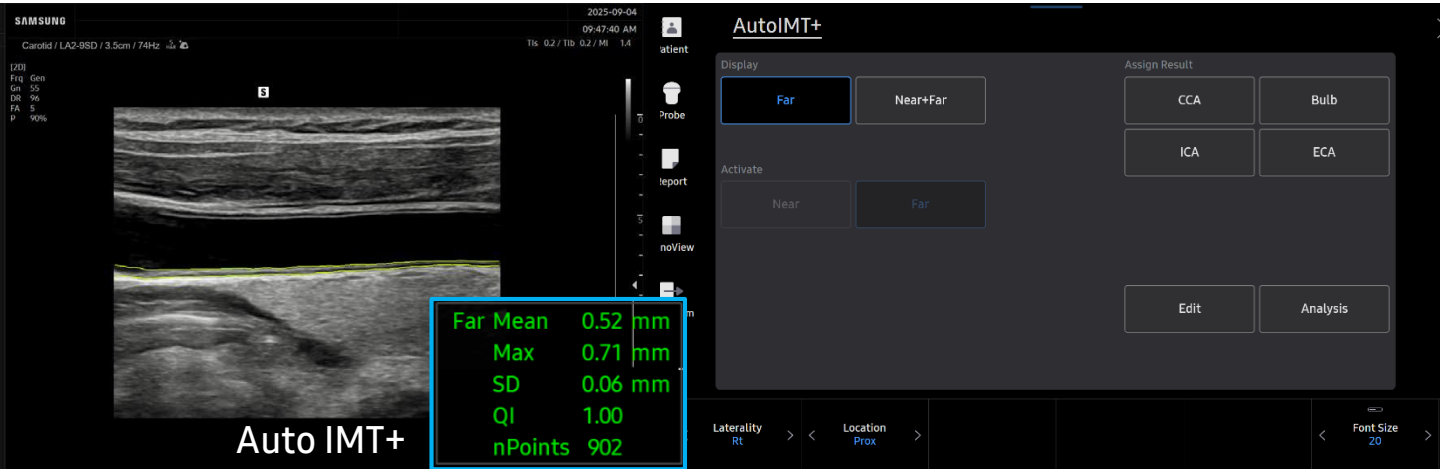 SAMSUNG
2025-09-04
09:47:40 AM
Carotid / LA2-9SD / 3.5cm / 74Hz
TIs 0.2 / TIb 0.2 / MI 1.4
[2D]
Frq Gen
Gn 55
DR 96
FA 5
P 90%
S
0
5
Far Mean 0.52 mm
Max 0.71 mm
SD 0.06 mm
QI 1.00
nPoints 902
Auto IMT+
atient
Probe
Report
noView
m
AutoIMT+
Display
Far
Near+Far
Activate
Near
Far
Assign Result
CCA
Bulb
ICA
ECA
Edit
Analysis
Laterality
Rt
Location
Prox
Font Size
20